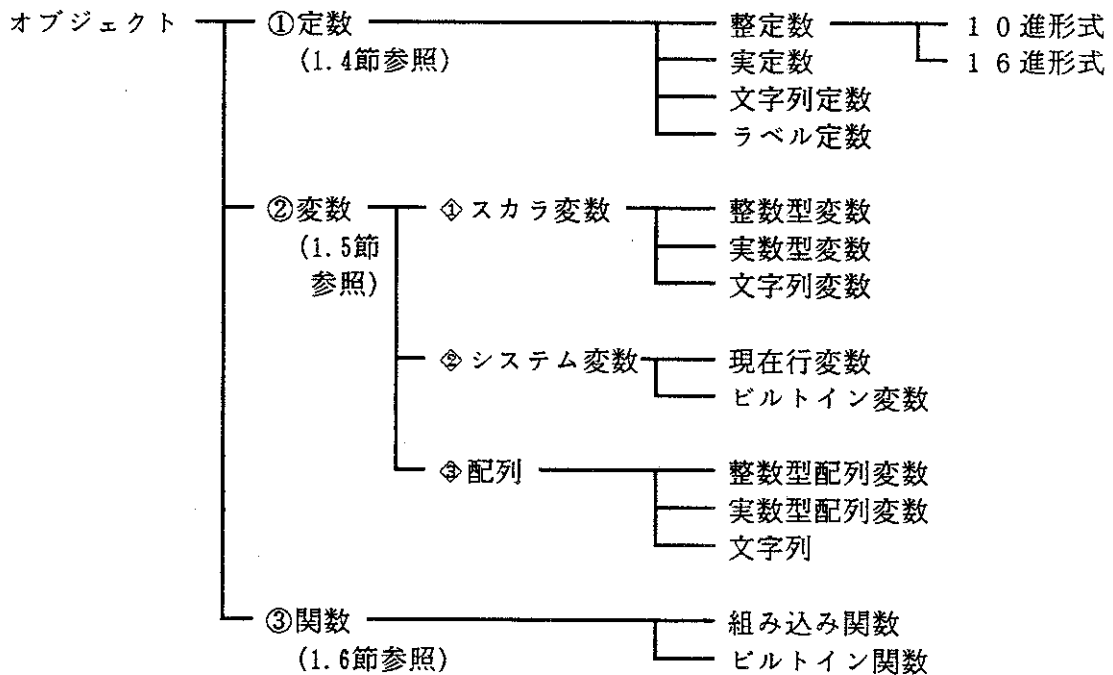 オブジェクト ①定数 整定数 １０進形式
(1.4節参照) 実定数 １６進形式
文字列定数
ラベル定数
②変数 ①スカラ変数 整数型変数
(1.5節 実数型変数
参照) 文字列変数
②システム変数 現在行変数
ビルトイン変数
③配列 整数型配列変数
実数型配列変数
文字列
③関数 組み込み関数
(1.6節参照) ビルトイン関数